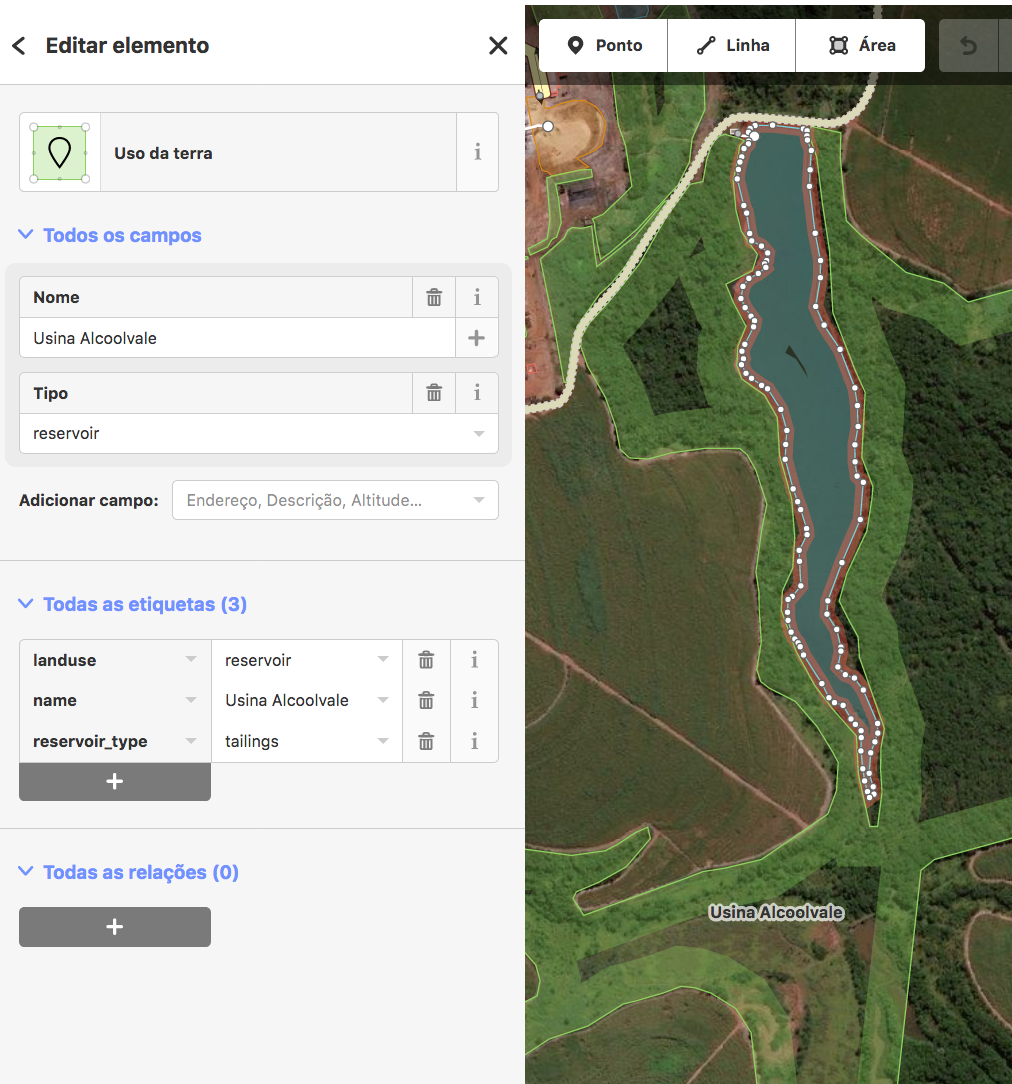 Editar elemento
Ponto
Linha
Área
Uso da terra
i
Todos os campos
Nome
i
Usina Alcoolvale
Tipo
i
reservoir
Adicionar campo:
Endereço, Descrição, Altitude...
Todas as etiquetas (3)
landuse reservoir i
name Usina Alcoolvale i
reservoir_type tailings i
Todas as relações (0)
Usina Alcoolvale